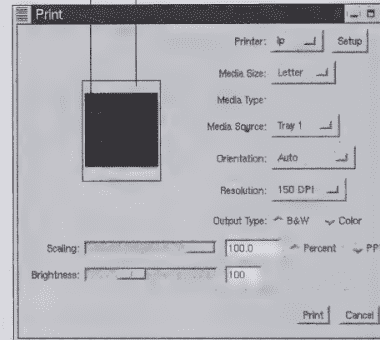 Print
Printer: lp Setup
Media Size: Letter
Media Type:
Media Source: Tray 1
Orientation: Auto
Resolution: 150 DPI
Output Type: B&W Color
Scaling: 100.0 Percent PP
Brightness: 100
Print Cancel